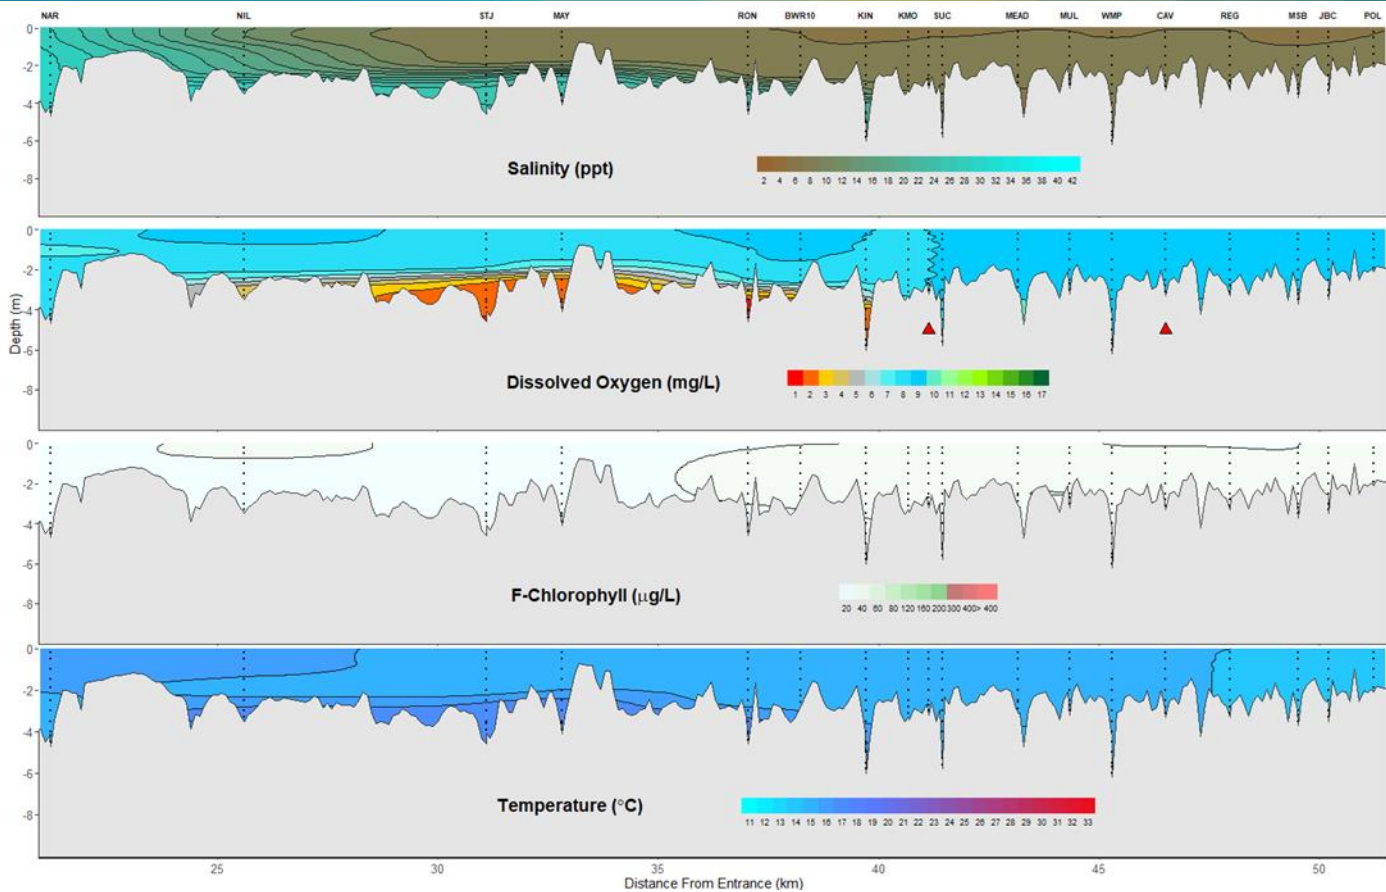 NAR NIL STJ MAY RON BWR10 KIN KMO SUC MEAD MUL WMP CAV REG MSB JBC POL
0
-2
-4
-6
-8
Salinity (ppt)
2 4 6 8 10 12 14 16 18 20 22 24 26 28 30 32 34 36 38 40 42
0
-2
-4
-6
-8
Depth (m)
Dissolved Oxygen (mg/L)
1 2 3 4 5 6 7 8 9 10 11 12 13 14 15 16 17
0
-2
-4
-6
-8
F-Chlorophyll (μg/L)
20 40 60 80 120 160 200 300 400 > 400
0
-2
-4
-6
-8
Temperature (°C)
11 12 13 14 15 16 17 18 19 20 21 22 23 24 25 26 27 28 29 30 31 32 33
25 30 35 40 45 50
Distance From Entrance (km)